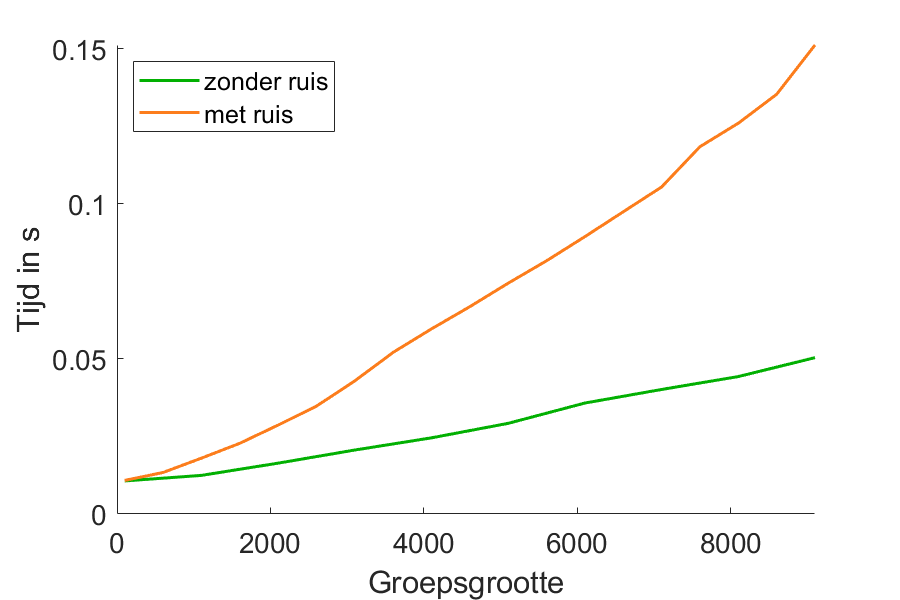 0.15
zonder ruis
met ruis
0.1
Tijd in s
0.05
0
0 2000 4000 6000 8000
Groepsgrootte